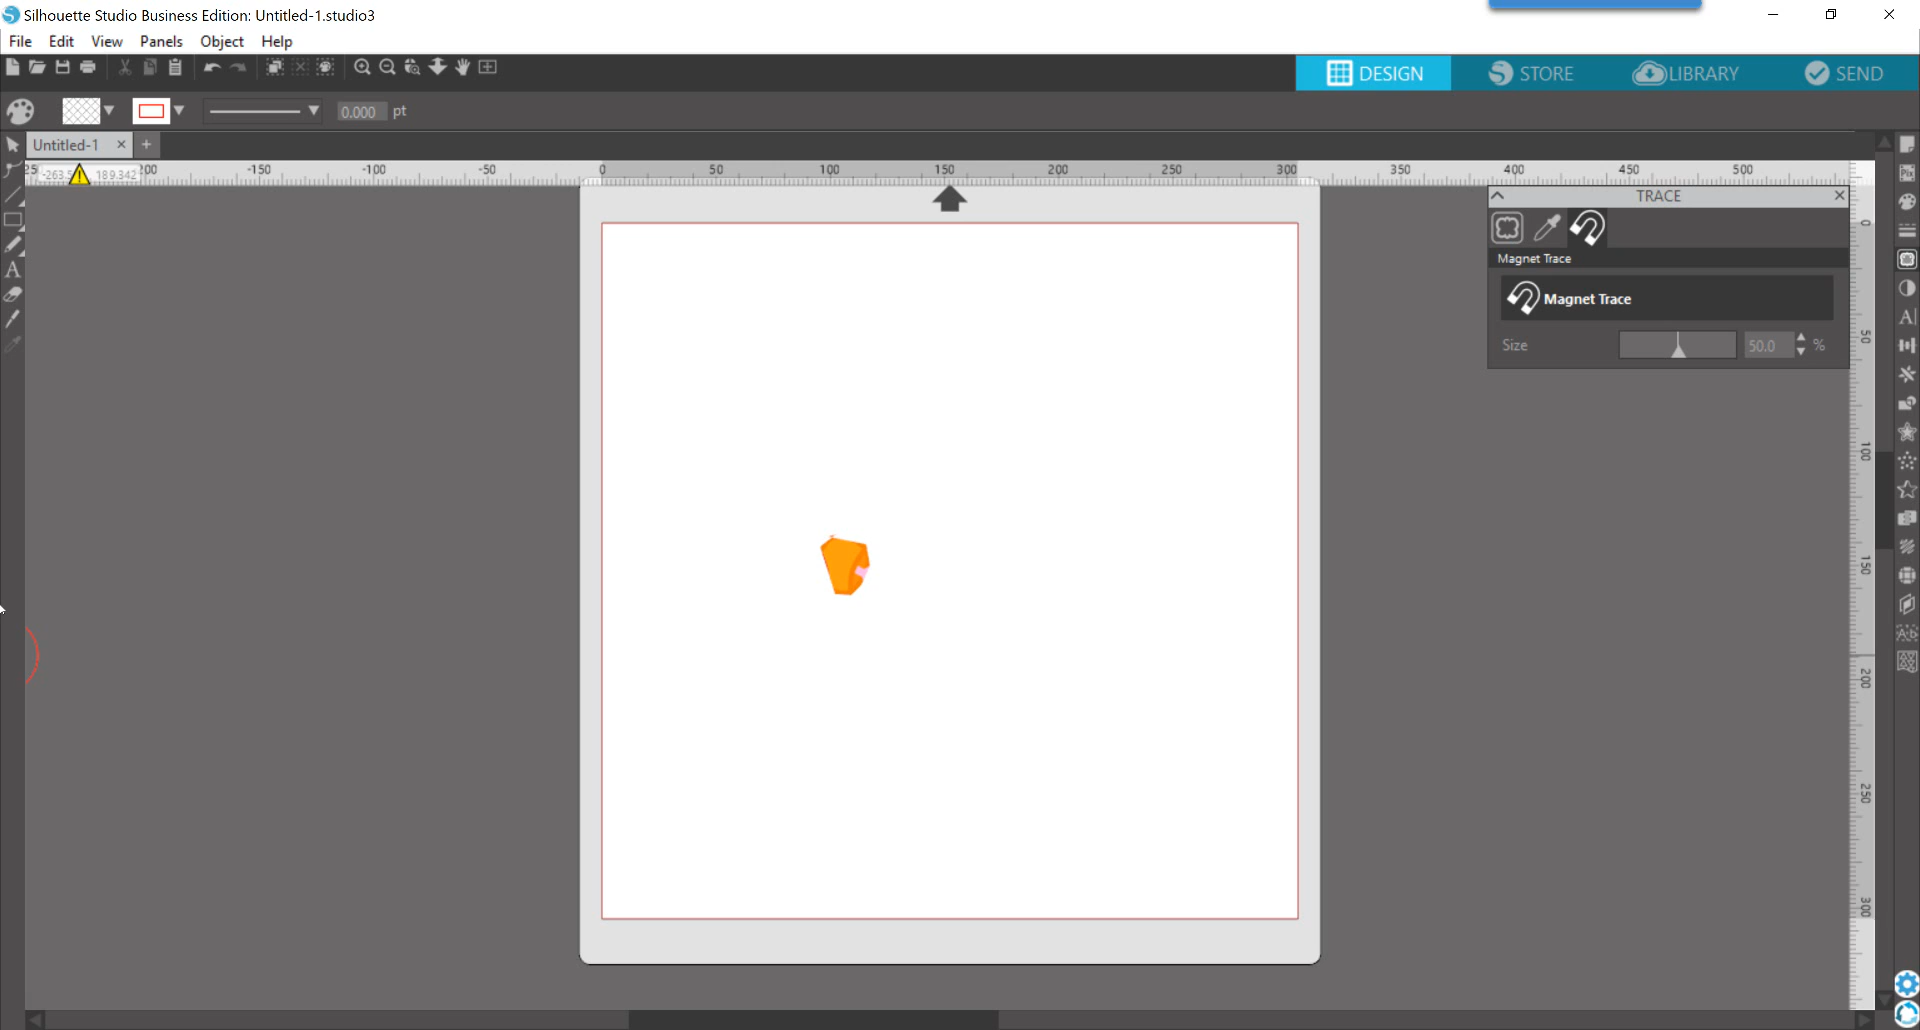 Silhouette Studio Business Edition: Untitled-1.studio3
File Edit View Panels Object Help
DESIGN STORE LIBRARY SEND
0.000 pt
Untitled-1
-150 -100 -50 0 50 100 150 200 250 300 350 400 450 500
189.342
TRACE
Magnet Trace
Magnet Trace
Size 50.0 %
0
50
100
150
200
250
300